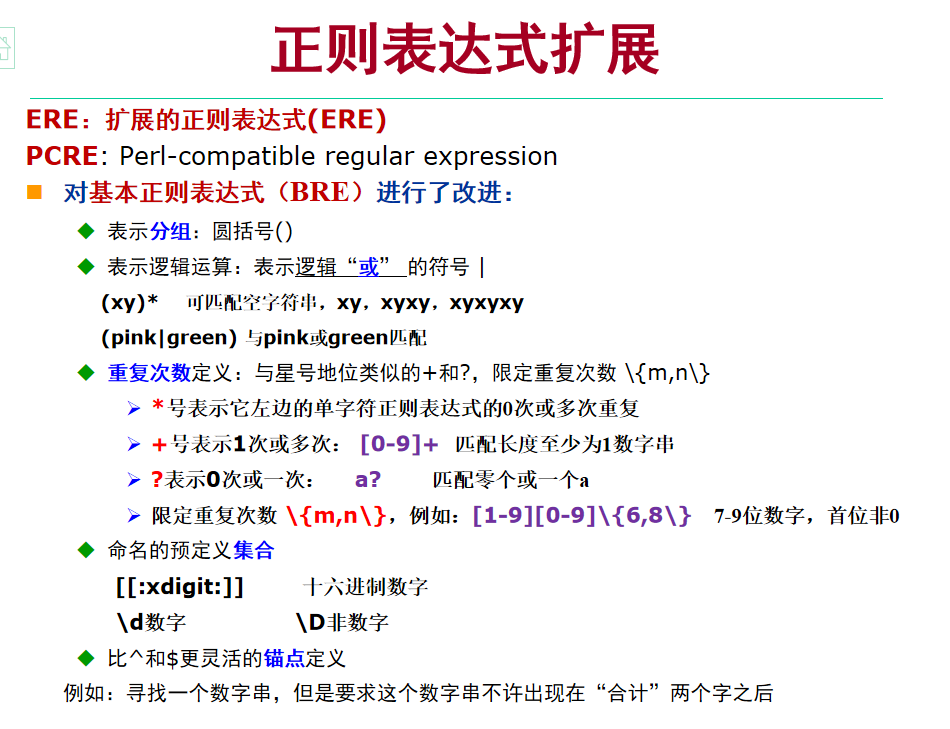 正则表达式扩展
ERE：扩展的正则表达式(ERE)
PCRE: Perl-compatible regular expression
对基本正则表达式（BRE）进行了改进：
表示分组：圆括号()
表示逻辑运算：表示逻辑“或” 的符号 |
(xy)* 可匹配空字符串，xy，xyxy，xyxyxy
(pink|green) 与pink或green匹配
重复次数定义：与星号地位类似的+和?，限定重复次数 \{m,n\}
*号表示它左边的单字符正则表达式的0次或多次重复
+号表示1次或多次： [0-9]+ 匹配长度至少为1数字串
?表示0次或一次： a? 匹配零个或一个a
限定重复次数 \{m,n\}，例如：[1-9][0-9]\{6,8\} 7-9位数字，首位非0
命名的预定义集合
[[:xdigit:]] 十六进制数字
\d数字 \D非数字
比^和$更灵活的锚点定义
例如：寻找一个数字串，但是要求这个数字串不许出现在“合计”两个字之后